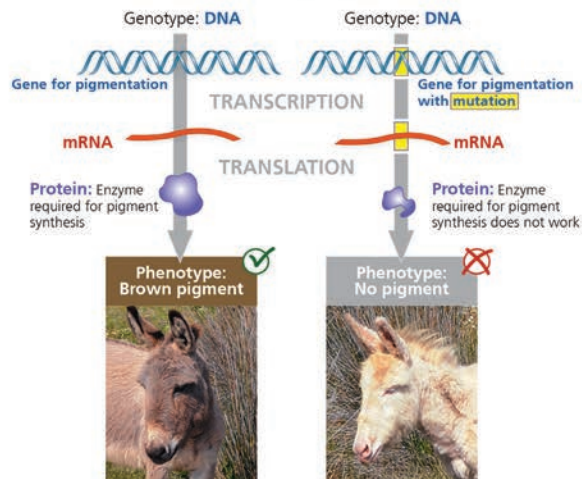 Genotype: DNA
Genotype: DNA
Gene for pigmentation
Gene for pigmentation
with mutation
TRANSCRIPTION
mRNA
mRNA
TRANSLATION
Protein: Enzyme
required for pigment
synthesis
Protein: Enzyme
required for pigment
synthesis does not work
Phenotype:
Brown pigment
Phenotype:
No pigment